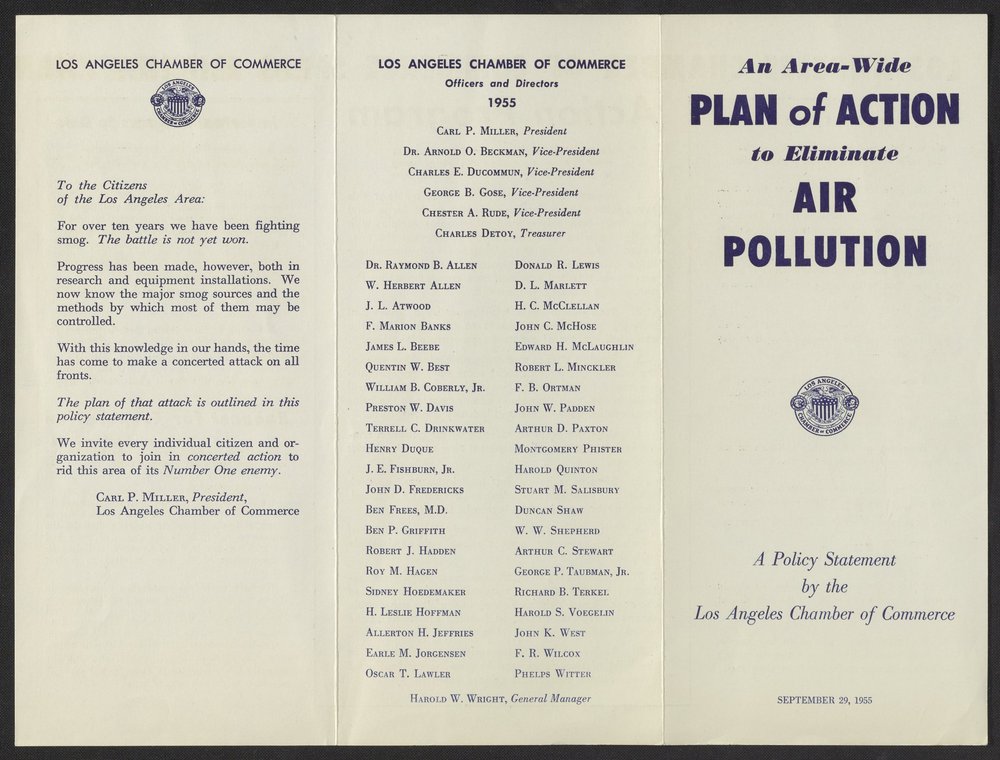 LOS ANGELES CHAMBER OF COMMERCE
LOS ANGELES
CHAMBER OF COMMERCE
To the Citizens
of the Los Angeles Area:
For over ten years we have been fighting
smog. The battle is not yet won.
Progress has been made, however, both in
research and equipment installations. We
now know the major smog sources and the
methods by which most of them may be
controlled.
With this knowledge in our hands, the time
has come to make a concerted attack on all
fronts.
The plan of that attack is outlined in this
policy statement.
We invite every individual citizen and or-
ganization to join in concerted action to
rid this area of its Number One enemy.
CARL P. MILLER, President,
Los Angeles Chamber of Commerce
LOS ANGELES CHAMBER OF COMMERCE
Officers and Directors
1955
CARL P. MILLER, President
DR. ARNOLD O. BECKMAN, Vice-President
CHARLES E. DUCOMMUN, Vice-President
GEORGE B. GOSE, Vice-President
CHESTER A. RUDE, Vice-President
CHARLES DETOY, Treasurer
DR. RAYMOND B. ALLEN
W. HERBERT ALLEN
J. L. ATWOOD
F. MARION BANKS
JAMES L. BEEBE
QUENTIN W. BEST
WILLIAM B. COBERLY, JR.
PRESTON W. DAVIS
TERRELL C. DRINKWATER
HENRY DUQUE
J. E. FISHBURN, JR.
JOHN D. FREDERICKS
BEN FREES, M.D.
BEN P. GRIFFITH
ROBERT J. HADDEN
ROY M. HAGEN
SIDNEY HOEDEMAKER
H. LESLIE HOFFMAN
ALLERTON H. JEFFRIES
EARLE M. JORGENSEN
OSCAR T. LAWLER
DONALD R. LEWIS
D. L. MARLETT
H. C. MCCLELLAN
JOHN C. MCHOSE
EDWARD H. MCLAUGHLIN
ROBERT L. MINCKLER
F. B. ORTMAN
JOHN W. PADDEN
ARTHUR D. PAXTON
MONTGOMERY PHISTER
HAROLD QUINTON
STUART M. SALISBURY
DUNCAN SHAW
W. W. SHEPHERD
ARTHUR C. STEWART
GEORGE P. TAUBMAN, JR.
RICHARD B. TERKEL
HAROLD S. VOEGELIN
JOHN K. WEST
F. R. WILCOX
PHELPS WITTER
HAROLD W. WRIGHT, General Manager
An Area-Wide
PLAN of ACTION
to Eliminate
AIR
POLLUTION
LOS ANGELES
CHAMBER OF COMMERCE
A Policy Statement
by the
Los Angeles Chamber of Commerce
SEPTEMBER 29, 1955